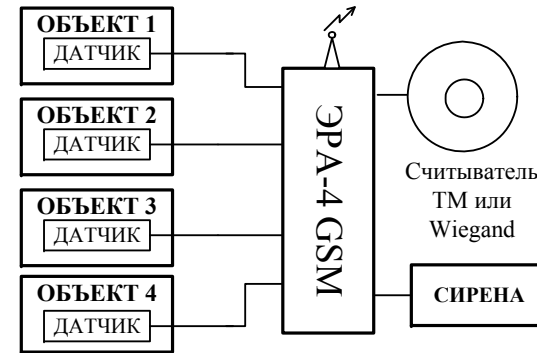 ОБЪЕКТ 1
ДАТЧИК
ОБЪЕКТ 2
ДАТЧИК
ОБЪЕКТ 3
ДАТЧИК
ОБЪЕКТ 4
ДАТЧИК
ЭРА-4 GSM
Считыватель
ТМ или
Wiegand
СИРЕНА